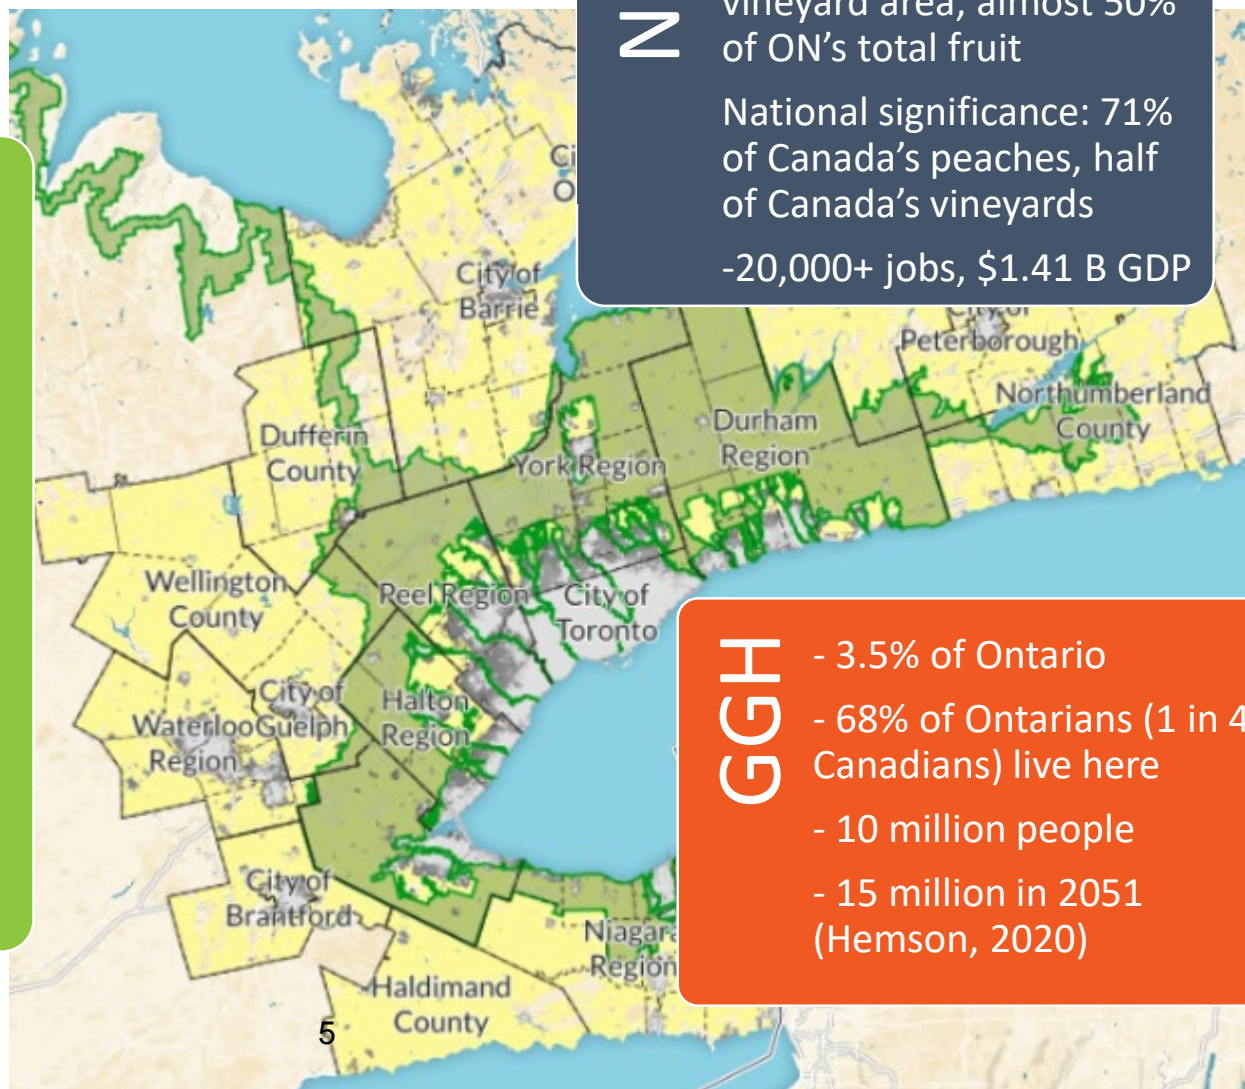 N
vineyard area, almost 50%
of ON’s total fruit
National significance: 71%
of Canada’s peaches, half
of Canada’s vineyards
-20,000+ jobs, $1.41 B GDP
City of
Barrie
City of
Peterborough
Northumberland
County
Dufferin
County
York Region
Durham
Region
Wellington
County
Peel Region
City of
Toronto
City of
Guelph
Waterloo
Region
Halton
Region
City of
Brantford
Niagara
Region
Haldimand
County
GGH
- 3.5% of Ontario
- 68% of Ontarians (1 in 4
Canadians) live here
- 10 million people
- 15 million in 2051
(Hemson, 2020)
5